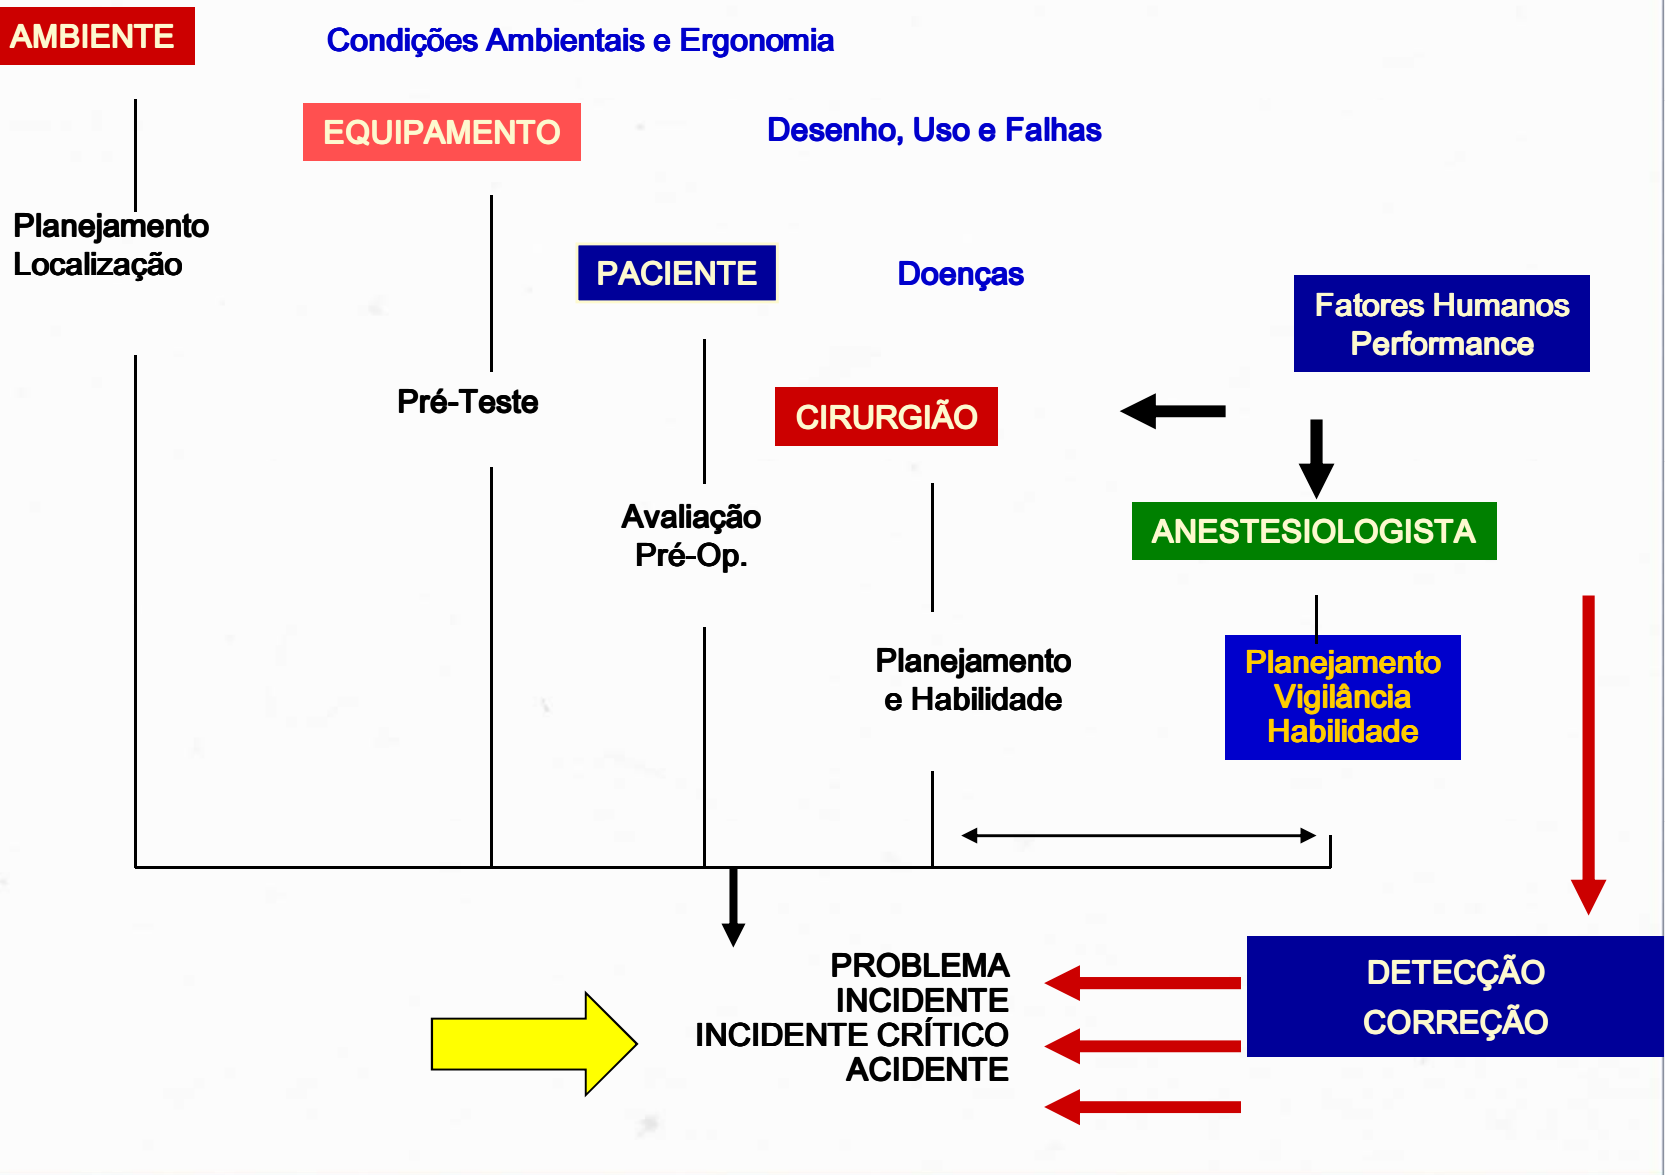 AMBIENTE
Condições Ambientais e Ergonomia
EQUIPAMENTO
Desenho, Uso e Falhas
Planejamento
Localização
PACIENTE
Doenças
Fatores Humanos
Performance
Pré-Teste
CIRURGIÃO
Avaliação
Pré-Op.
ANESTESIOLOGISTA
Planejamento
e Habilidade
Planejamento
Vigilância
Habilidade
PROBLEMA
INCIDENTE
INCIDENTE CRÍTICO
ACIDENTE
DETECÇÃO
CORREÇÃO